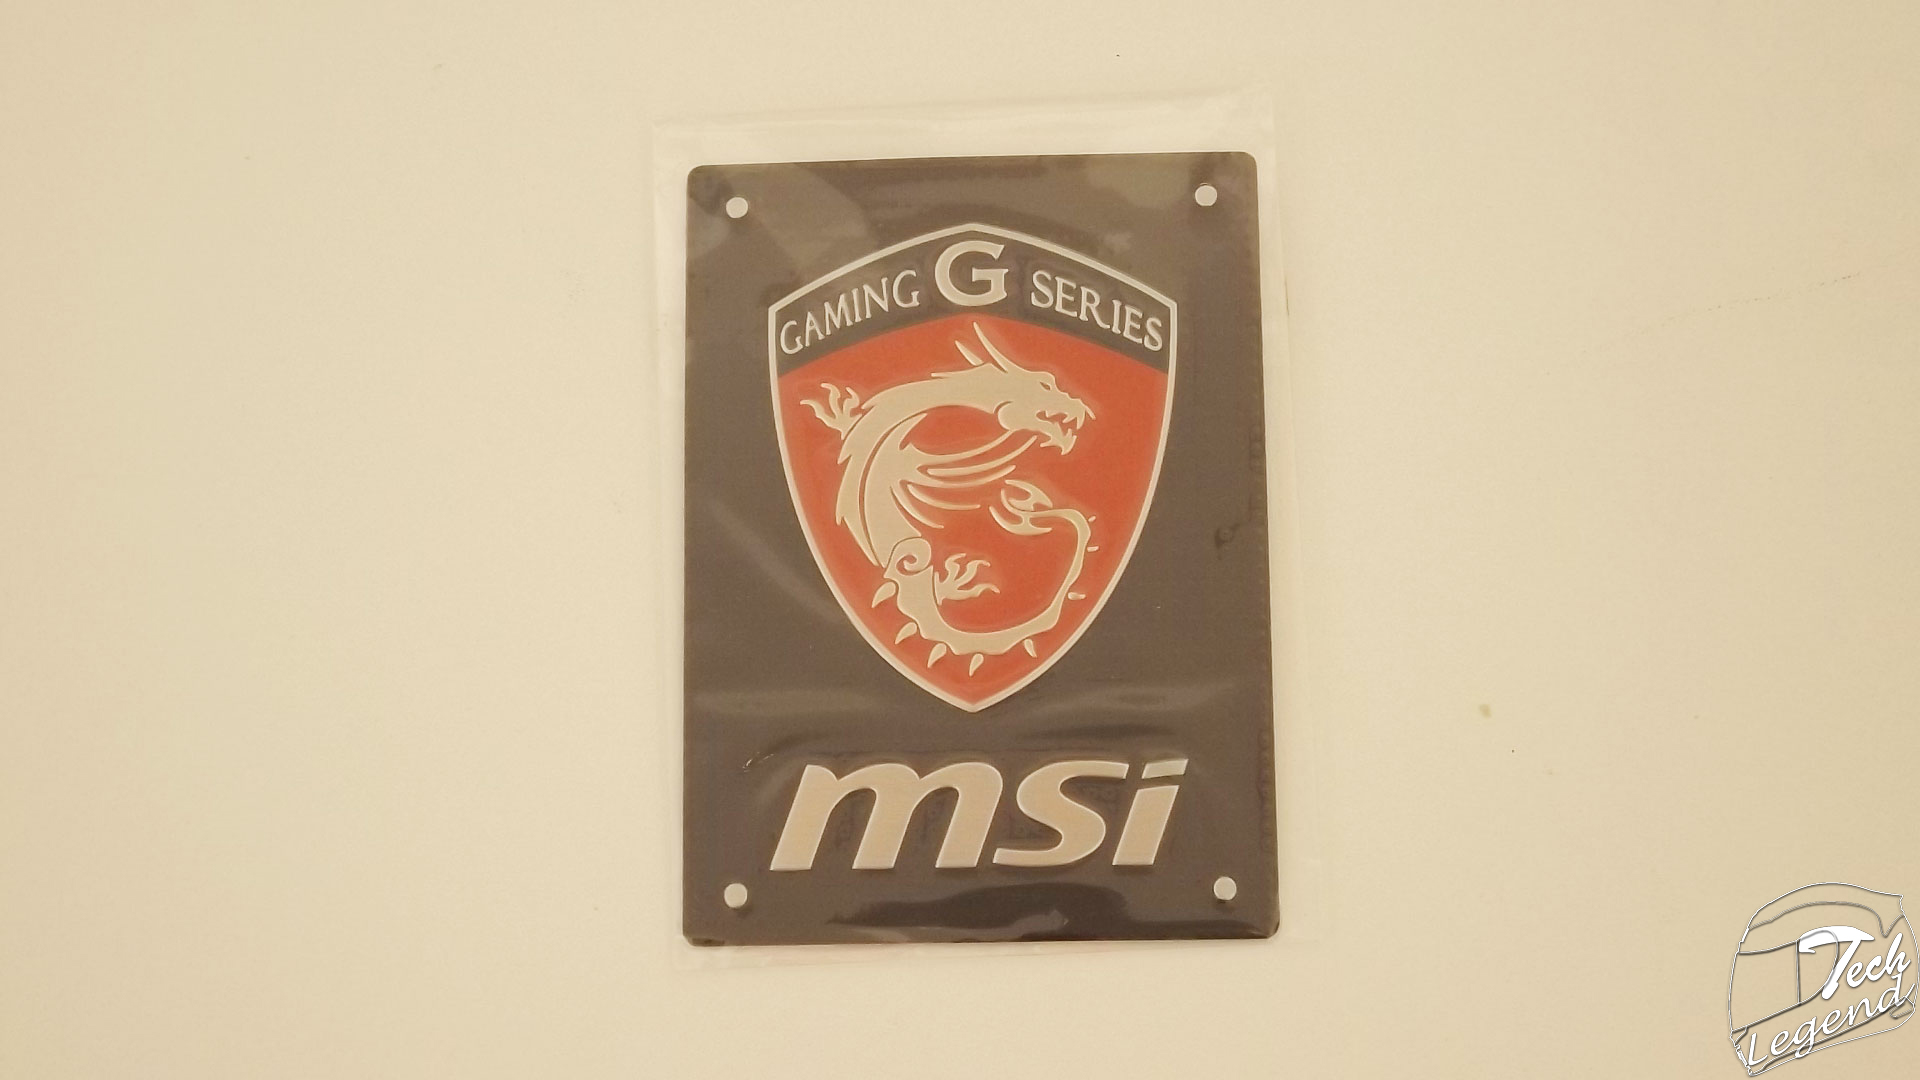 GAMING G SERIES
msi
Tech
Legend